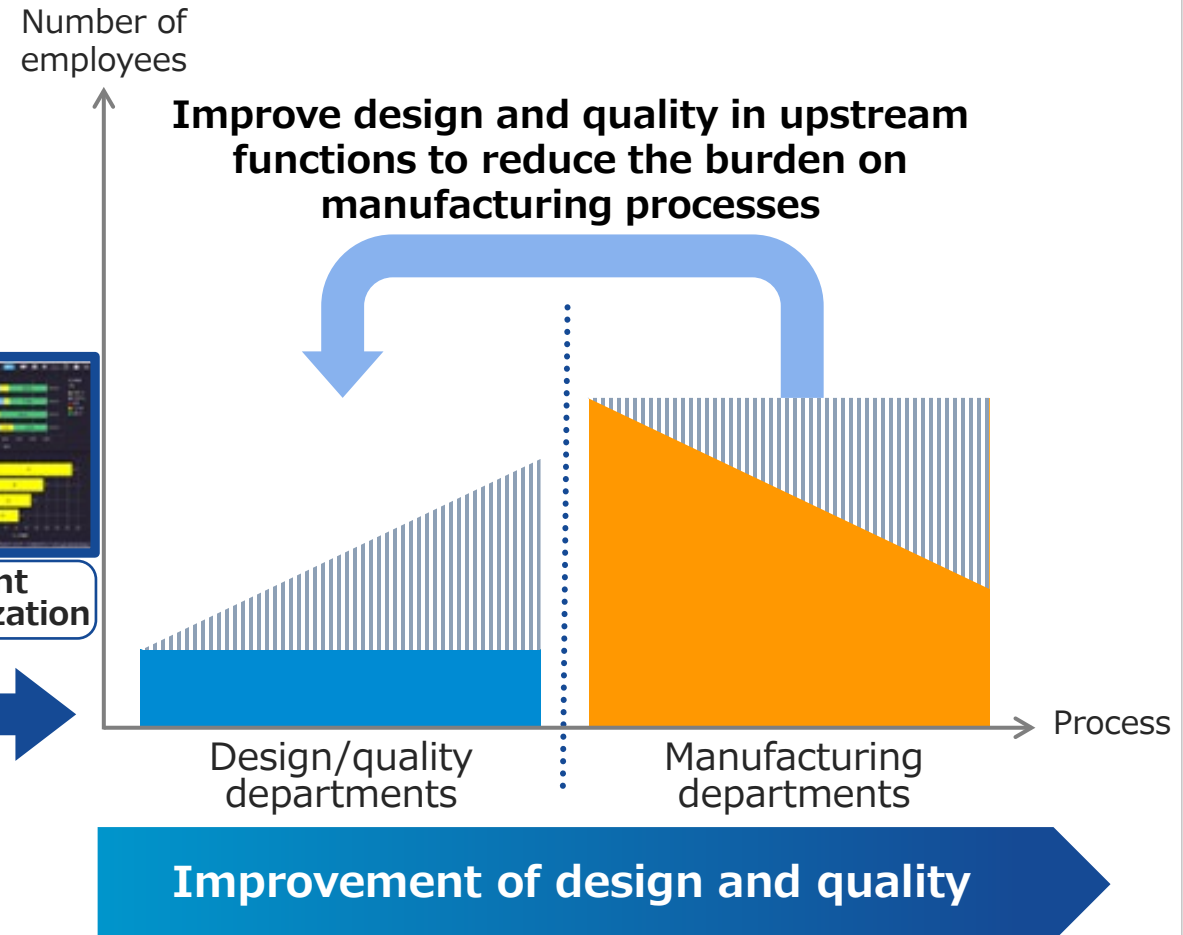 Number of
employees
Improve design and quality in upstream
functions to reduce the burden on
manufacturing processes
Process
Design/quality
departments
Manufacturing
departments
Improvement of design and quality